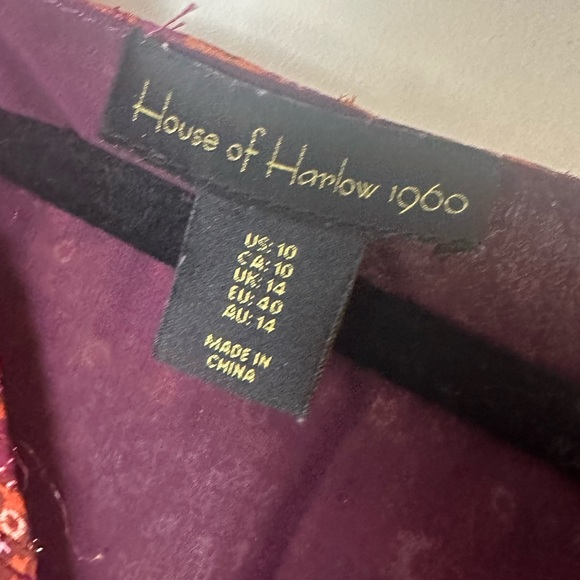 House of Harlow 1960
US: 10
CA: 10
UK: 14
EU: 40
AU: 14
MADE IN
CHINA